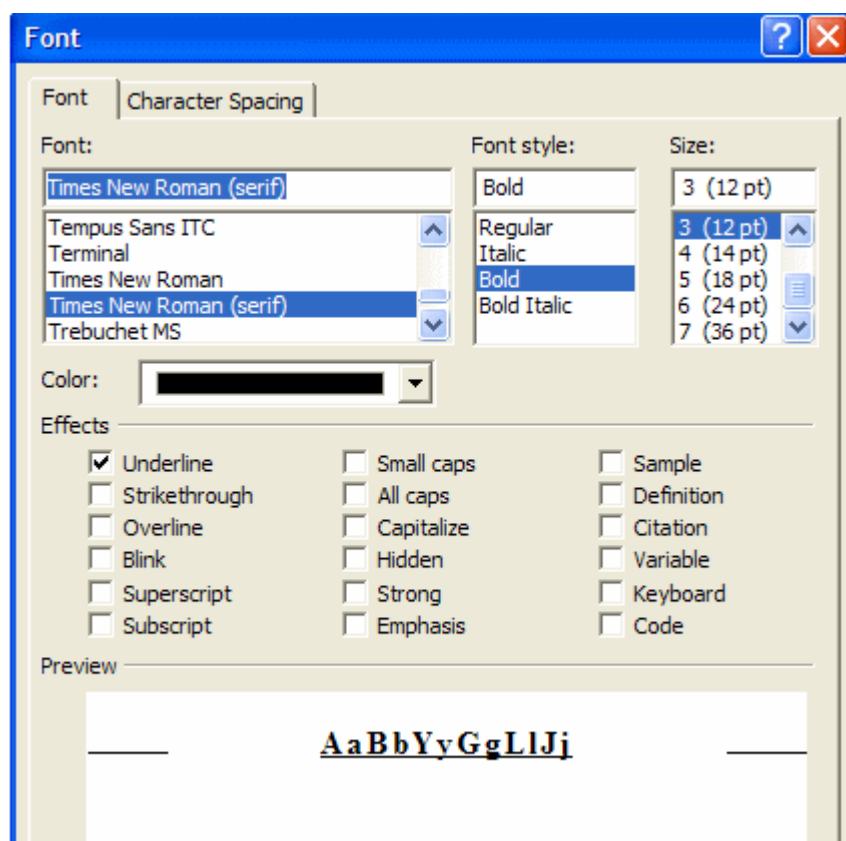 Font
Font Character Spacing
Font: Font style: Size:
Times New Roman (serif) Bold 3 (12 pt)
Tempus Sans ITC Regular 3 (12 pt)
Terminal Italic 4 (14 pt)
Times New Roman Bold 5 (18 pt)
Times New Roman (serif) Bold Italic 6 (24 pt)
Trebuchet MS 7 (36 pt)
Color:
Effects
Underline Small caps Sample
Strikethrough All caps Definition
Overline Capitalize Citation
Blink Hidden Variable
Superscript Strong Keyboard
Subscript Emphasis Code
Preview
AaBbYyGgLlJj